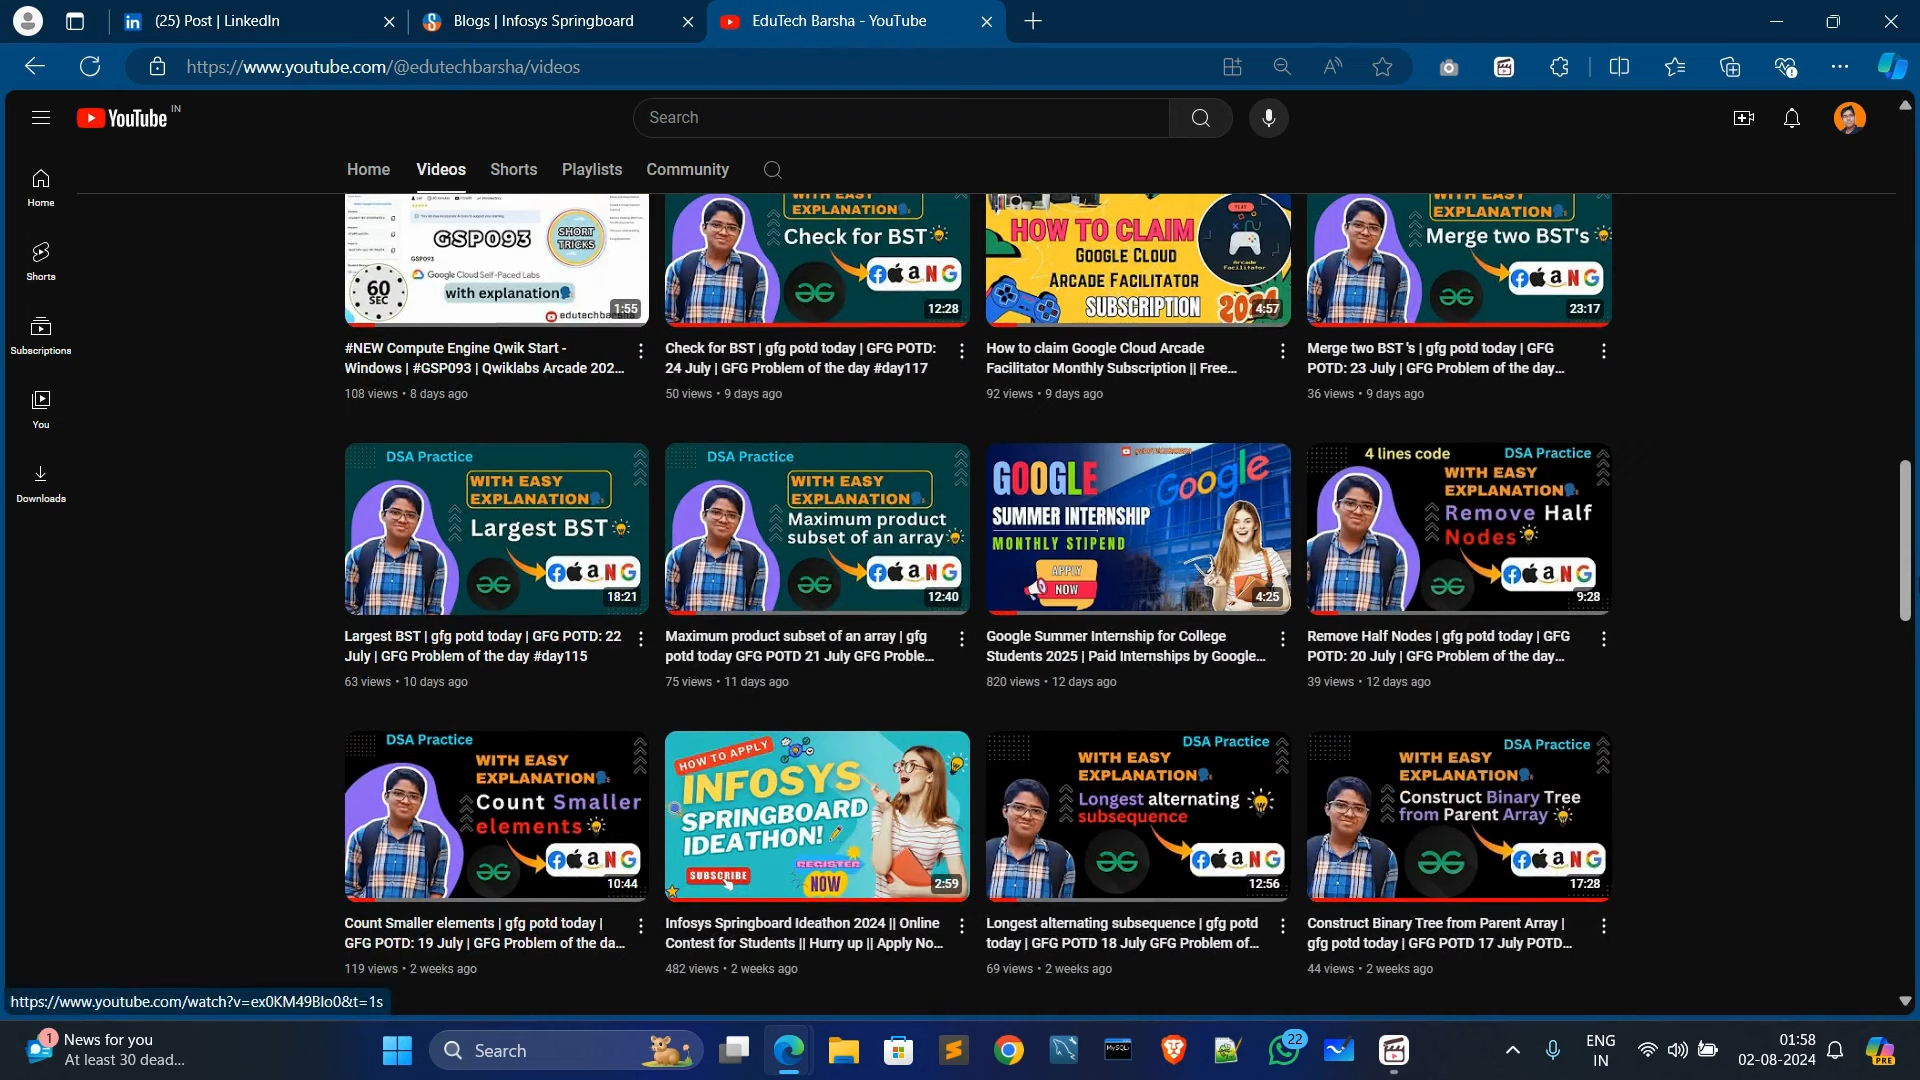 (25) Post | LinkedIn
Blogs | Infosys Springboard
EduTech Barsha - YouTube
https://www.youtube.com/@edutechbarsha/videos
YouTube IN
Search
Home
Videos
Shorts
Playlists
Community
Home
Shorts
Subscriptions
You
Downloads
GSP093
SHORT
TRICKS
GSP093
Google Cloud Self-Paced Labs
60
SEC
with explanation
edutechbarsha
1:55
#NEW Compute Engine Qwik Start -
Windows | #GSP093 | Qwiklabs Arcade 202...
108 views • 8 days ago
WITH EASY
EXPLANATION
Check for BST
12:28
Check for BST | gfg potd today | GFG POTD:
24 July | GFG Problem of the day #day117
50 views • 9 days ago
HOW TO CLAIM
GOOGLE CLOUD
ARCADE FACILITATOR
SUBSCRIPTION
2024
PLAY
Arcade
Facilitator
4:57
How to claim Google Cloud Arcade
Facilitator Monthly Subscription || Free...
92 views • 9 days ago
WITH EASY
EXPLANATION
Merge two BST's
23:17
Merge two BST 's | gfg potd today | GFG
POTD: 23 July | GFG Problem of the day...
36 views • 9 days ago
DSA Practice
WITH EASY
EXPLANATION
Largest BST
18:21
Largest BST | gfg potd today | GFG POTD: 22
July | GFG Problem of the day #day115
63 views • 10 days ago
DSA Practice
WITH EASY
EXPLANATION
Maximum product
subset of an array
12:40
Maximum product subset of an array | gfg
potd today GFG POTD 21 July GFG Proble...
75 views • 11 days ago
GOOGLE
Google
SUMMER INTERNSHIP
MONTHLY STIPEND
APPLY
NOW
4:25
Google Summer Internship for College
Students 2025 | Paid Internships by Google...
820 views • 12 days ago
4 lines code
DSA Practice
WITH EASY
EXPLANATION
Remove Half
Nodes
9:28
Remove Half Nodes | gfg potd today | GFG
POTD: 20 July | GFG Problem of the day...
39 views • 12 days ago
DSA Practice
WITH EASY
EXPLANATION
Count Smaller
elements
10:44
Count Smaller elements | gfg potd today |
GFG POTD: 19 July | GFG Problem of the da...
119 views • 2 weeks ago
HOW TO APPLY
INFOSYS
SPRINGBOARD
IDEATHON!
SUBSCRIBE
REGISTER
NOW
2:59
Infosys Springboard Ideathon 2024 || Online
Contest for Students || Hurry up || Apply No...
482 views • 2 weeks ago
DSA Practice
WITH EASY
EXPLANATION
Longest alternating
subsequence
12:56
Longest alternating subsequence | gfg potd
today | GFG POTD 18 July GFG Problem of...
69 views • 2 weeks ago
DSA Practice
WITH EASY
EXPLANATION
Construct Binary Tree
from Parent Array
17:28
Construct Binary Tree from Parent Array |
gfg potd today | GFG POTD 17 July POTD...
44 views • 2 weeks ago
https://www.youtube.com/watch?v=ex0KM49Blo0&t=1s
1
News for you
At least 30 dead...
Search
MySQL
22
ENG
IN
01:58
02-08-2024
PRE